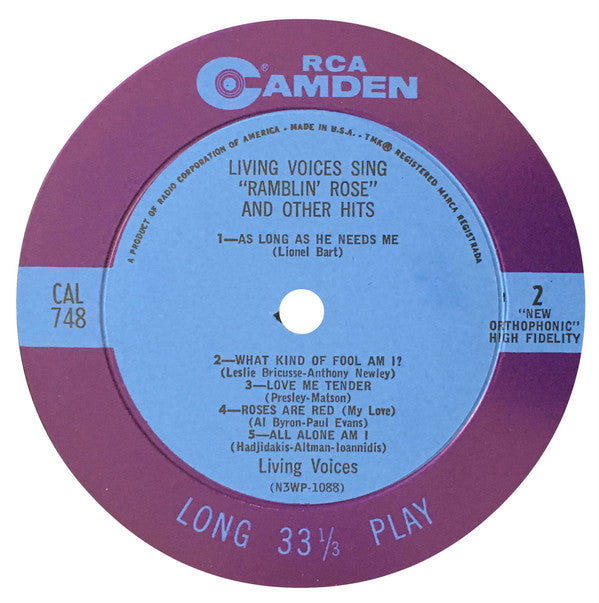 RCA
CAMDEN
®
A PRODUCT OF RADIO CORPORATION OF AMERICA • MADE IN U.S.A. • TMK® REGISTERED MARCA REGISTRADA
LIVING VOICES SING
"RAMBLIN' ROSE"
AND OTHER HITS
1—AS LONG AS HE NEEDS ME
(Lionel Bart)
CAL
748
2
"NEW
ORTHOPHONIC"
HIGH FIDELITY
2—WHAT KIND OF FOOL AM I?
(Leslie Bricusse-Anthony Newley)
3—LOVE ME TENDER
(Presley-Matson)
4—ROSES ARE RED (My Love)
(Al Byron-Paul Evans)
5—ALL ALONE AM I
(Hadjidakis-Altman-Ioannidis)
Living Voices
(N3WP-1088)
LONG 33⅓ PLAY